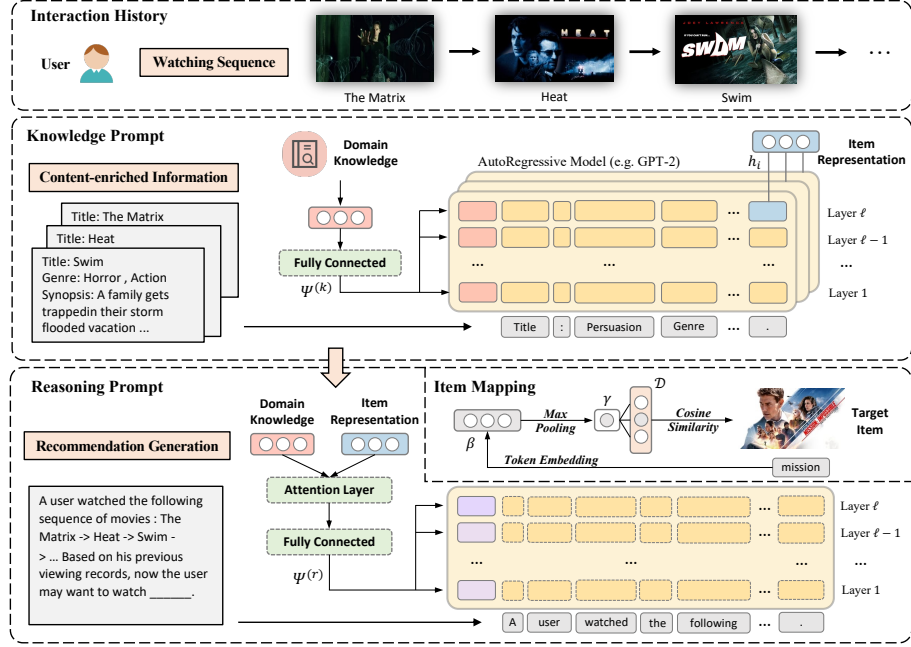 Interaction History
User
Watching Sequence
HEAT
SWIM
...
The Matrix
Heat
Swim
Knowledge Prompt
Content-enriched Information
Title: The Matrix
Title: Heat
Title: Swim
Genre: Horror , Action
Synopsis: A family gets
trappedin their storm
flooded vacation ...
Domain
Knowledge
Fully Connected
Ψ(k)
AutoRegressive Model (e.g. GPT-2)
h_i
Item
Representation
...
Layer ℓ
Layer ℓ − 1
... ... ... ...
Layer 1
Title : Persuasion Genre ... .
Reasoning Prompt
Recommendation Generation
A user watched the following
sequence of movies : The
Matrix -> Heat -> Swim -
> ... Based on his previous
viewing records, now the user
may want to watch ______.
Domain
Knowledge
Item
Representation
Attention Layer
Fully Connected
Ψ(r)
Item Mapping
β
Max
Pooling
γ
𝒟
Cosine
Similarity
Target
Item
Token Embedding
mission
...
Layer ℓ
Layer ℓ − 1
... ... ...
Layer 1
A user watched the following ... .